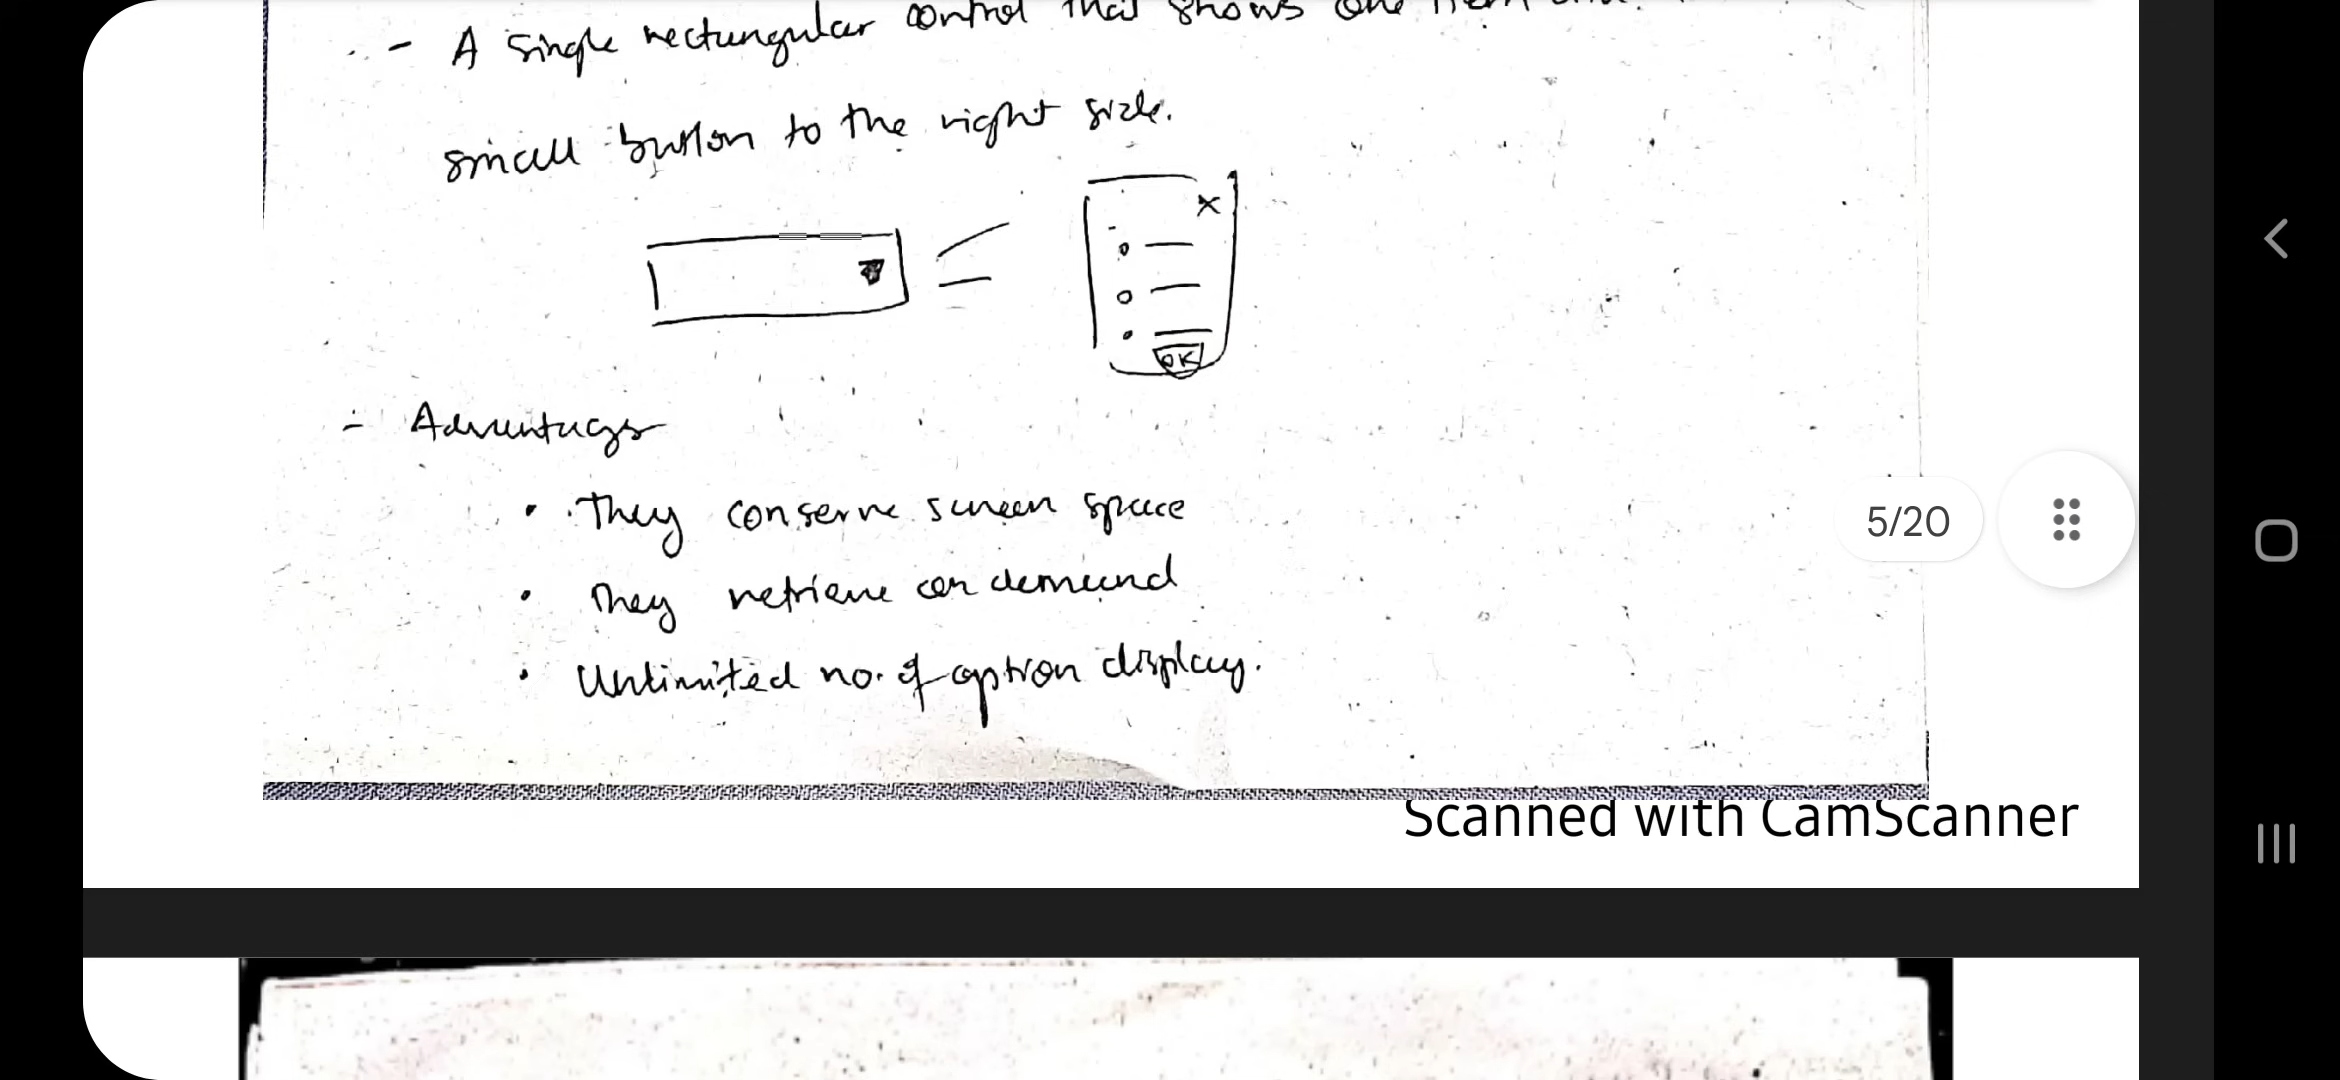 - A single rectangular control that shows one item and
small button to the right side.
X
OK
- Advantages
• They conserve screen space
• They retrieve on demand
• Unlimited no. of option display.
5/20
Scanned with CamScanner